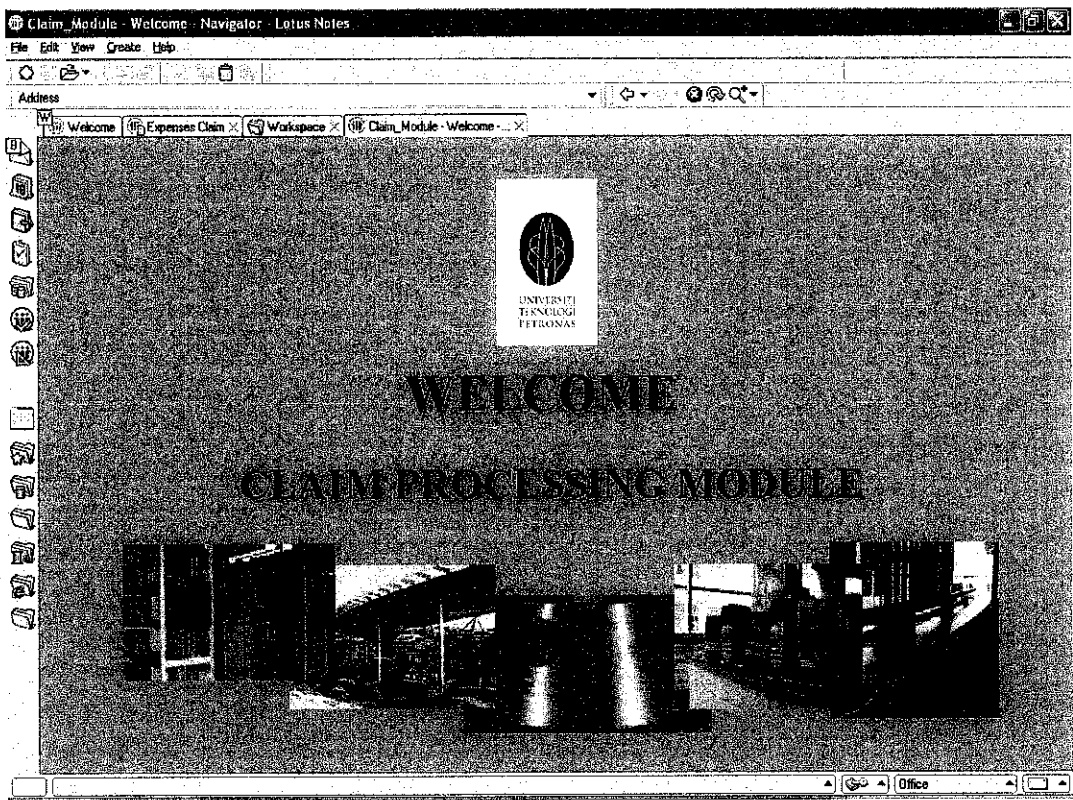 Claim_Module - Welcome - Navigator - Lotus Notes
File Edit View Create Help
Address
W
Welcome
Expenses Claim
Workspace
Claim_Module - Welcome - ...
UNIVERSITI
TEKNOLOGI
PETRONAS
WELCOME
CLAIM PROCESSING MODULE
Office